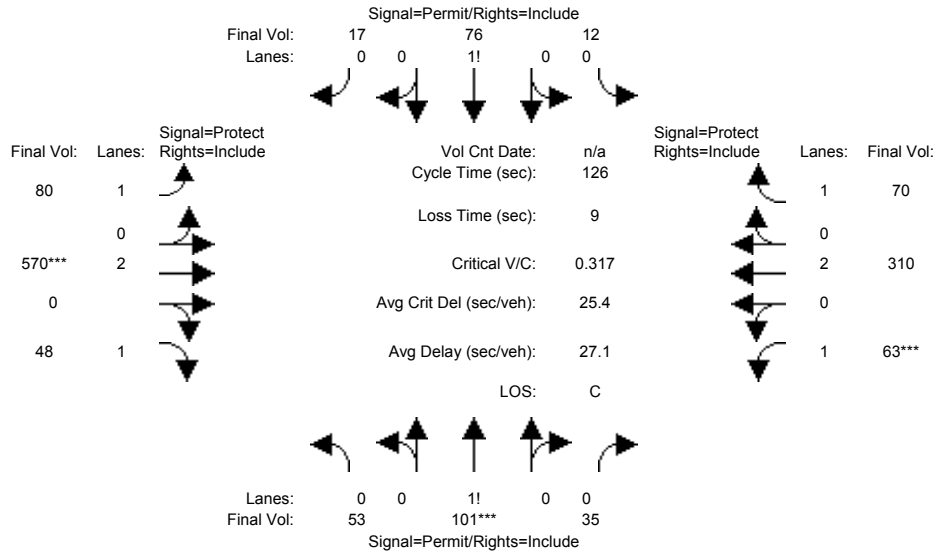 Signal=Permit/Rights=Include
Final Vol: 17 76 12
Lanes: 0 0 1! 0 0
Signal=Protect Signal=Protect
Final Vol: Lanes: Rights=Include Vol Cnt Date: n/a Rights=Include Lanes: Final Vol:
Cycle Time (sec): 126
80 1 1 70
Loss Time (sec): 9
0 0
570*** 2 Critical V/C: 0.317 2 310
0 0 Avg Crit Del (sec/veh): 25.4 0
48 1 Avg Delay (sec/veh): 27.1 1 63***
LOS: C
Lanes: 0 0 1! 0 0
Final Vol: 53 101*** 35
Signal=Permit/Rights=Include